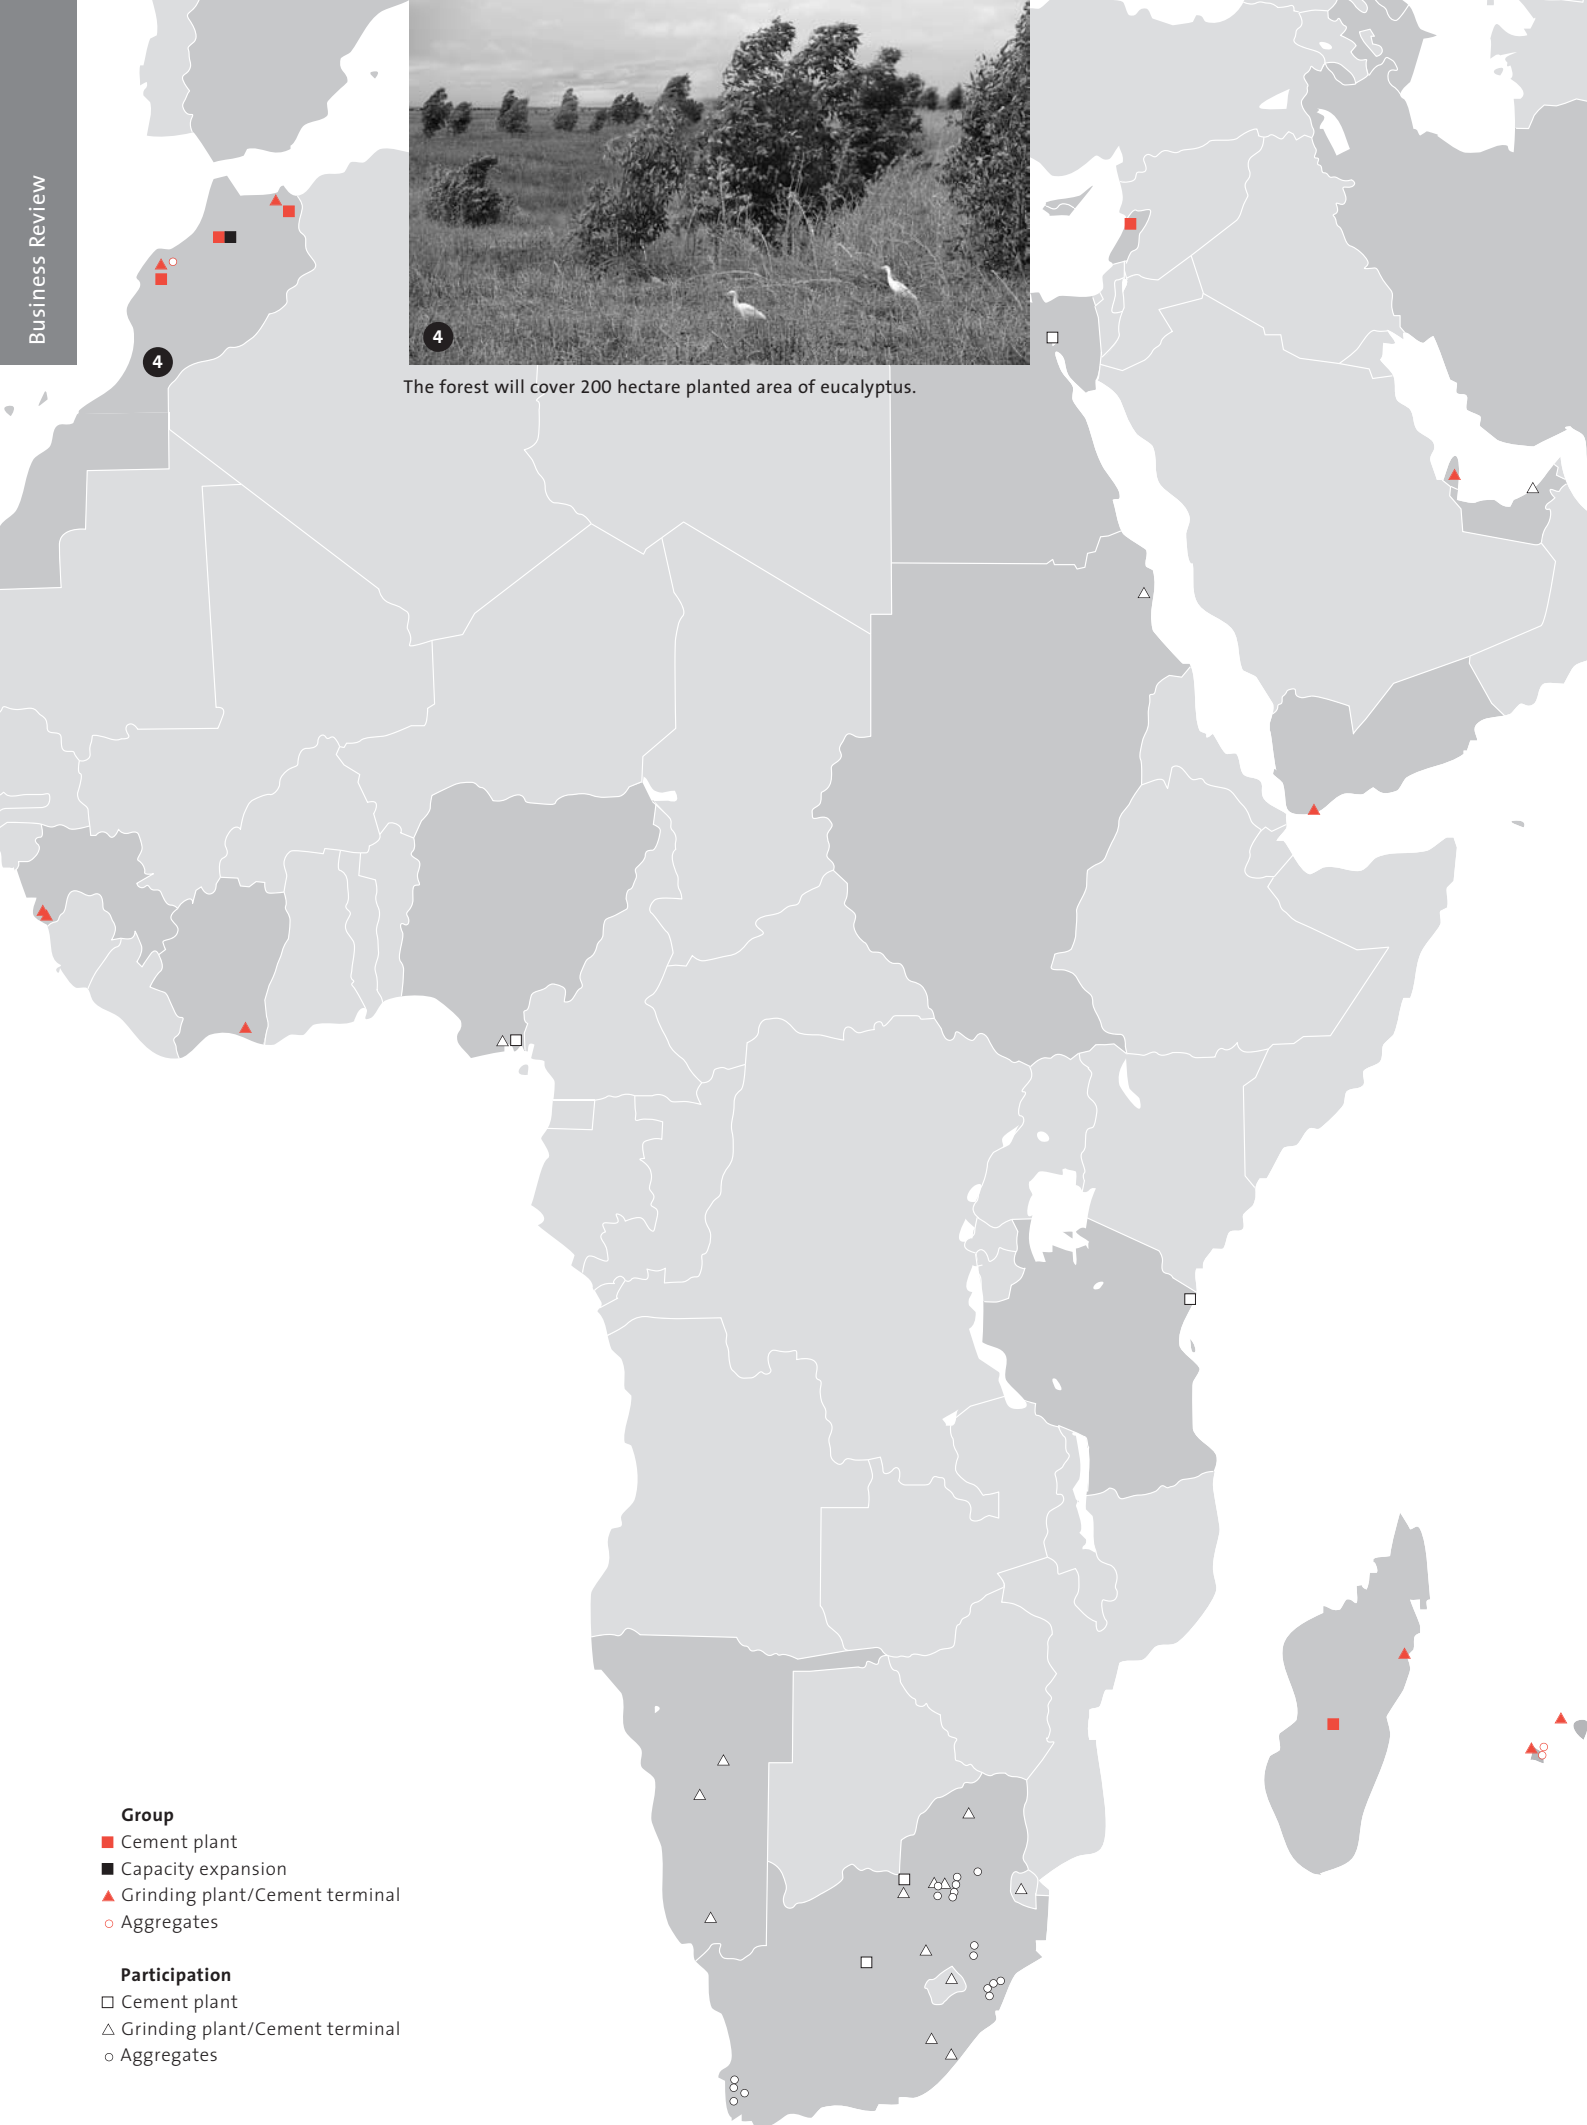 Business Review
4
4
The forest will cover 200 hectare planted area of eucalyptus.
Group
Cement plant
Capacity expansion
Grinding plant/Cement terminal
Aggregates
Participation
Cement plant
Grinding plant/Cement terminal
Aggregates